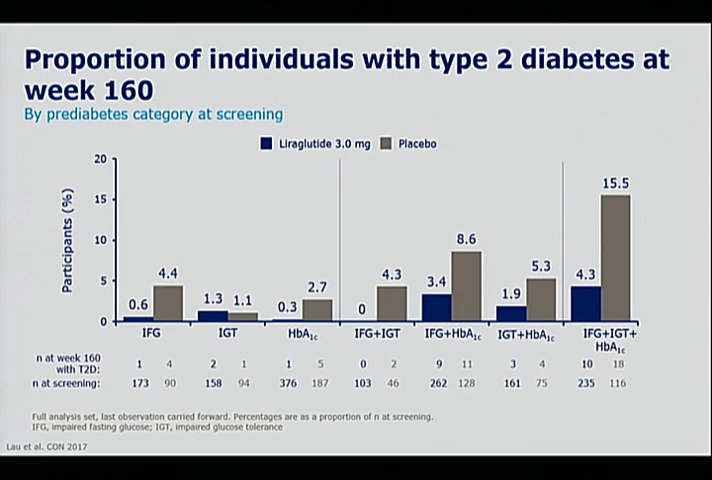 Proportion of individuals with type 2 diabetes at
week 160
By prediabetes category at screening
Liraglutide 3.0 mg Placebo
Participants (%)
20
15
10
5
0
0.6 4.4 1.3 1.1 0.3 2.7 0 4.3 3.4 8.6 1.9 5.3 4.3 15.5
IFG IGT HbA1c IFG+IGT IFG+HbA1c IGT+HbA1c IFG+IGT+
HbA1c
n at week 160
with T2D: 1 4 2 1 1 5 0 2 9 11 3 4 10 18
n at screening: 173 90 158 94 376 187 103 46 262 128 161 75 235 116
Full analysis set, last observation carried forward. Percentages are as a proportion of n at screening.
IFG, impaired fasting glucose; IGT, impaired glucose tolerance
Lau et al. CON 2017